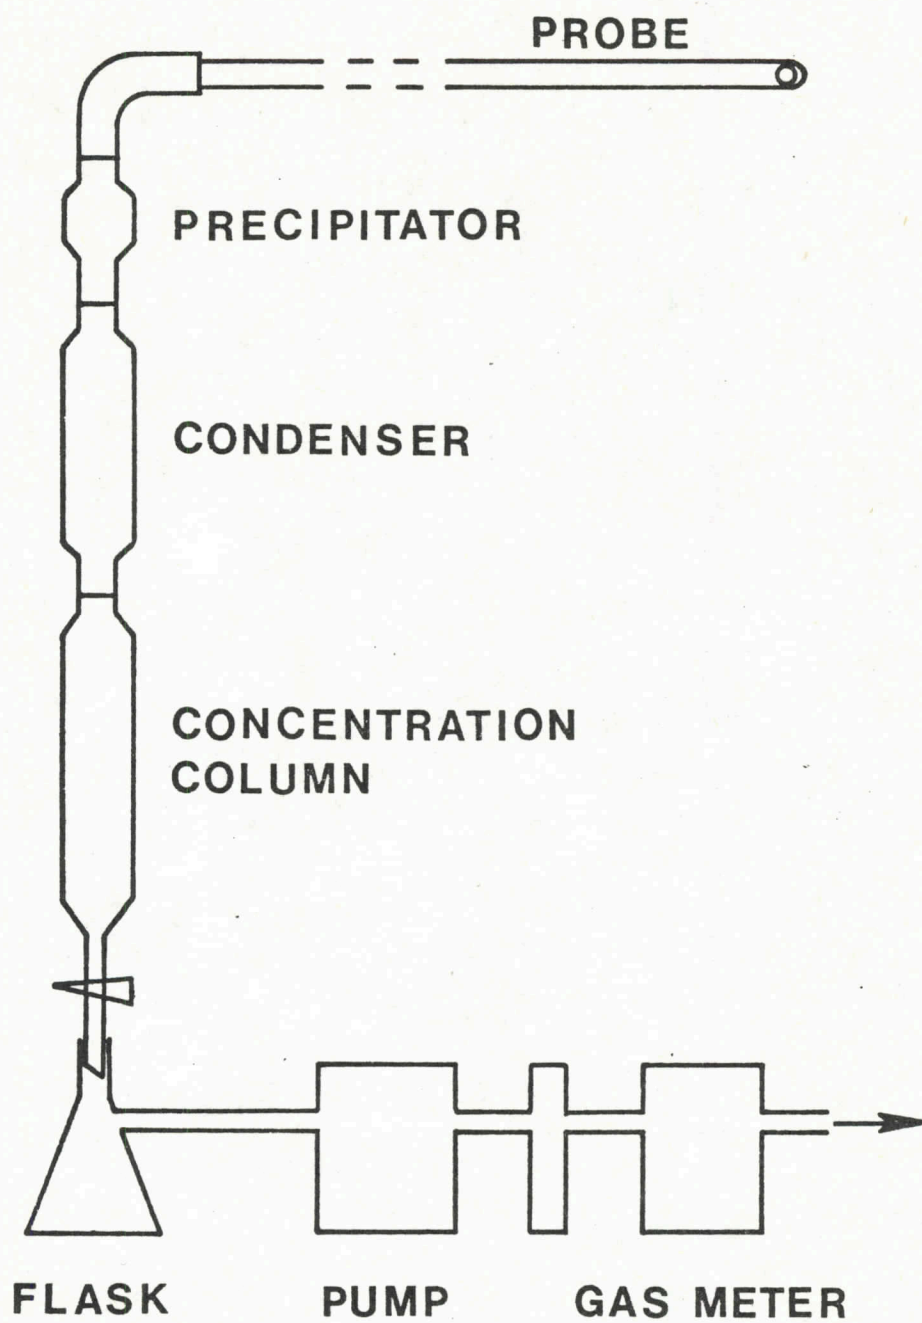 PROBE
PRECIPITATOR
CONDENSER
CONCENTRATION
COLUMN
FLASK PUMP GAS METER